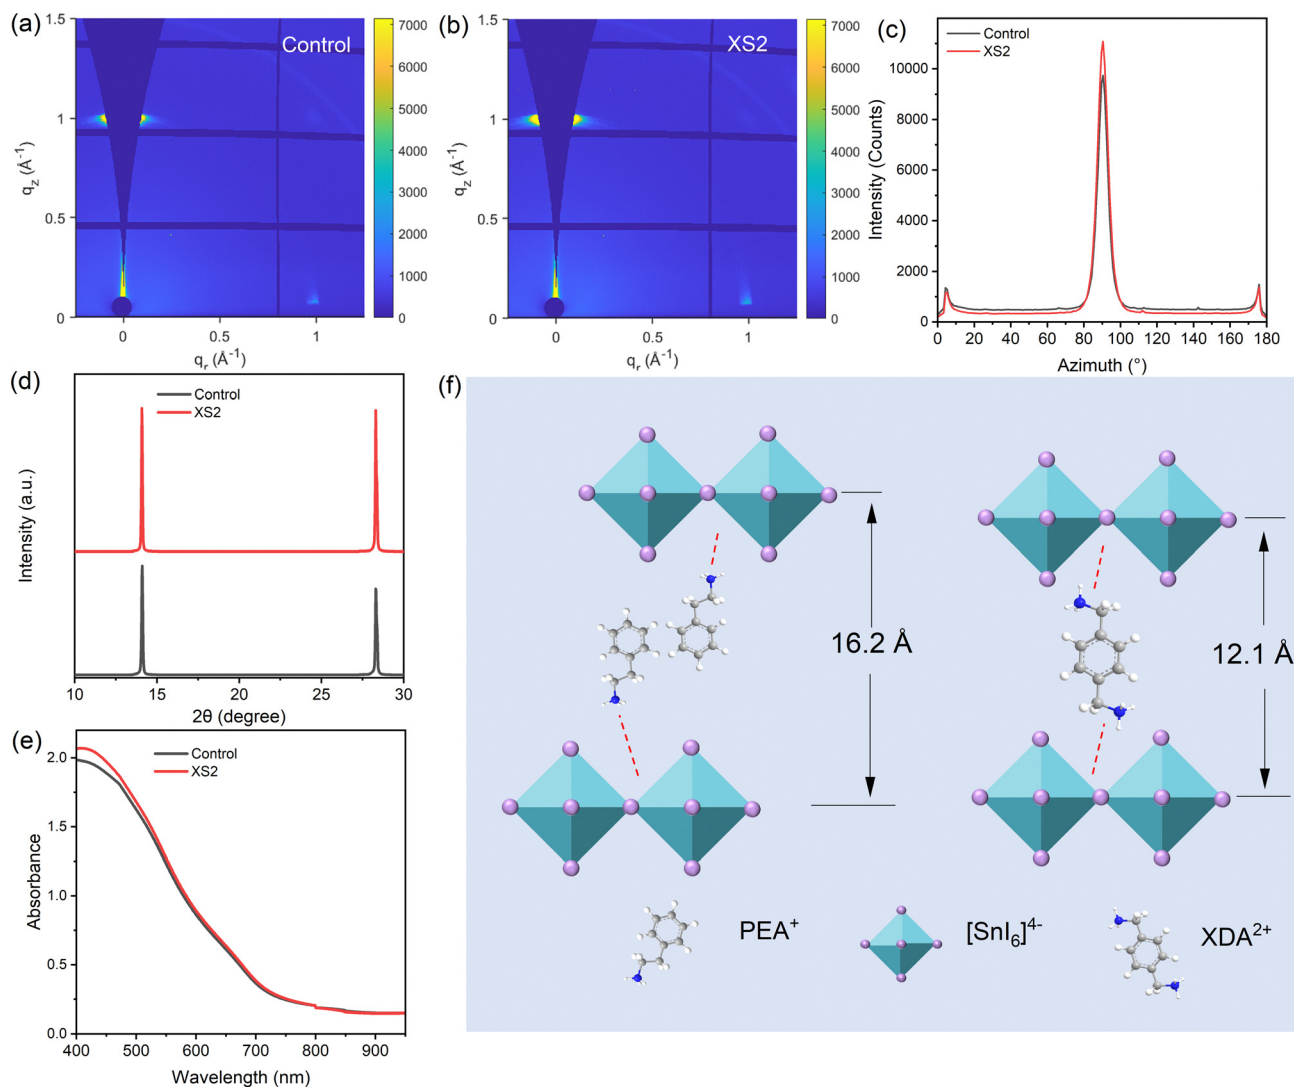 (a)
1.5
1
0.5
0
q_z (Å⁻¹)
Control
0
0.5
1
q_r (Å⁻¹)
7000
6000
5000
4000
3000
2000
1000
0
(b)
1.5
1
0.5
0
q_z (Å⁻¹)
XS2
0
0.5
1
q_r (Å⁻¹)
7000
6000
5000
4000
3000
2000
1000
0
(c)
Control
XS2
10000
8000
6000
4000
2000
0
Intensity (Counts)
0 20 40 60 80 100 120 140 160 180
Azimuth (°)
(d)
Control
XS2
Intensity (a.u.)
10 15 20 25 30
2θ (degree)
(e)
Control
XS2
2.0
1.5
1.0
0.5
0.0
Absorbance
400 500 600 700 800 900
Wavelength (nm)
(f)
16.2 Å
12.1 Å
PEA⁺
[SnI₆]⁴⁻
XDA²⁺